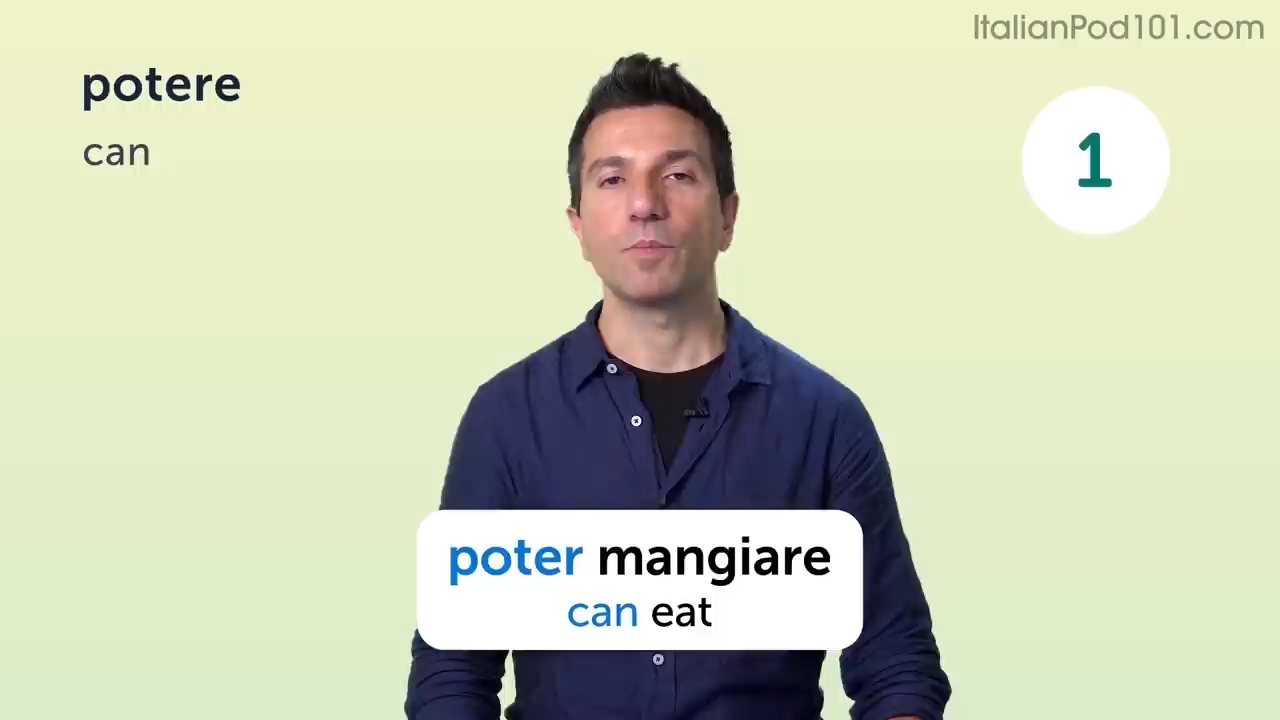 ItalianPod101.com
potere
can
1
poter mangiare
can eat